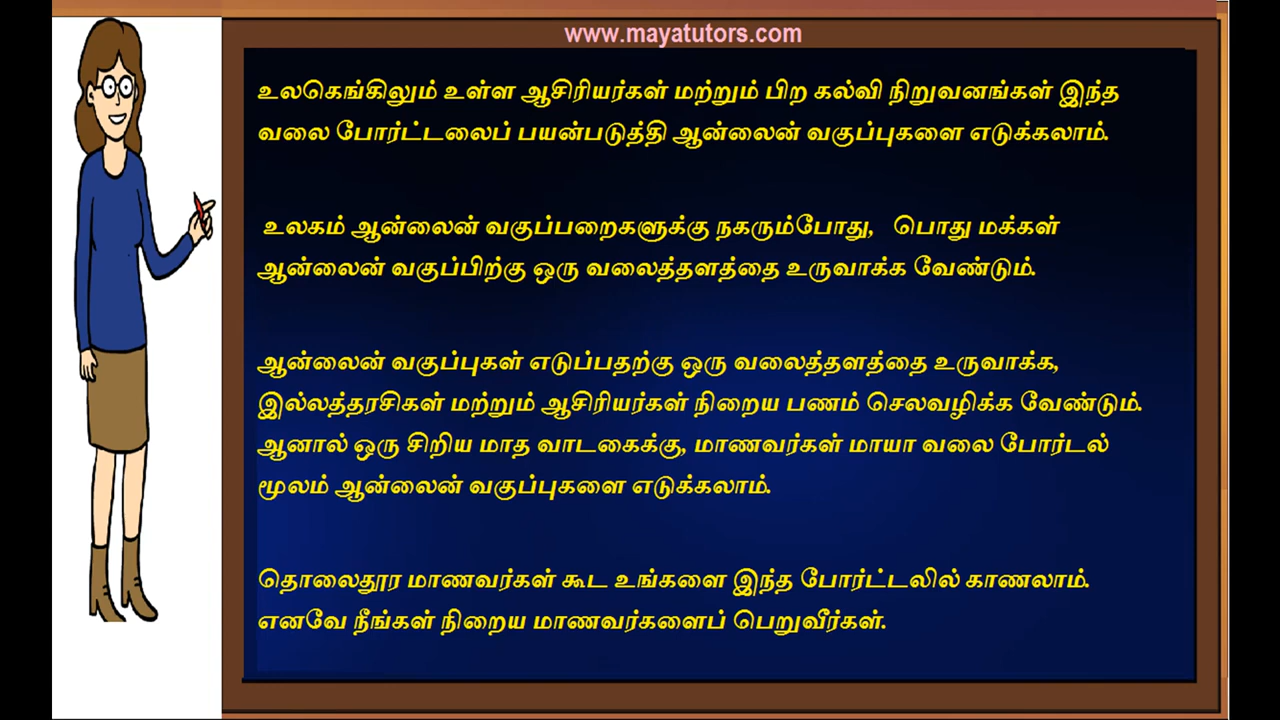 www.mayatutors.com
உலகெங்கிலும் உள்ள ஆசிரியர்கள் மற்றும் பிற கல்வி நிறுவனங்கள் இந்த
வலை போர்ட்டலைப் பயன்படுத்தி ஆன்லைன் வகுப்புகளை எடுக்கலாம்.
உலகம் ஆன்லைன் வகுப்பறைகளுக்கு நகரும்போது, பொது மக்கள்
ஆன்லைன் வகுப்பிற்கு ஒரு வலைத்தளத்தை உருவாக்க வேண்டும்.
ஆன்லைன் வகுப்புகள் எடுப்பதற்கு ஒரு வலைத்தளத்தை உருவாக்க,
இல்லத்தரசிகள் மற்றும் ஆசிரியர்கள் நிறைய பணம் செலவழிக்க வேண்டும்.
ஆனால் ஒரு சிறிய மாத வாடகைக்கு, மாணவர்கள் மாயா வலை போர்டல்
மூலம் ஆன்லைன் வகுப்புகளை எடுக்கலாம்.
தொலைதூர மாணவர்கள் கூட உங்களை இந்த போர்ட்டலில் காணலாம்.
எனவே நீங்கள் நிறைய மாணவர்களைப் பெறுவீர்கள்.